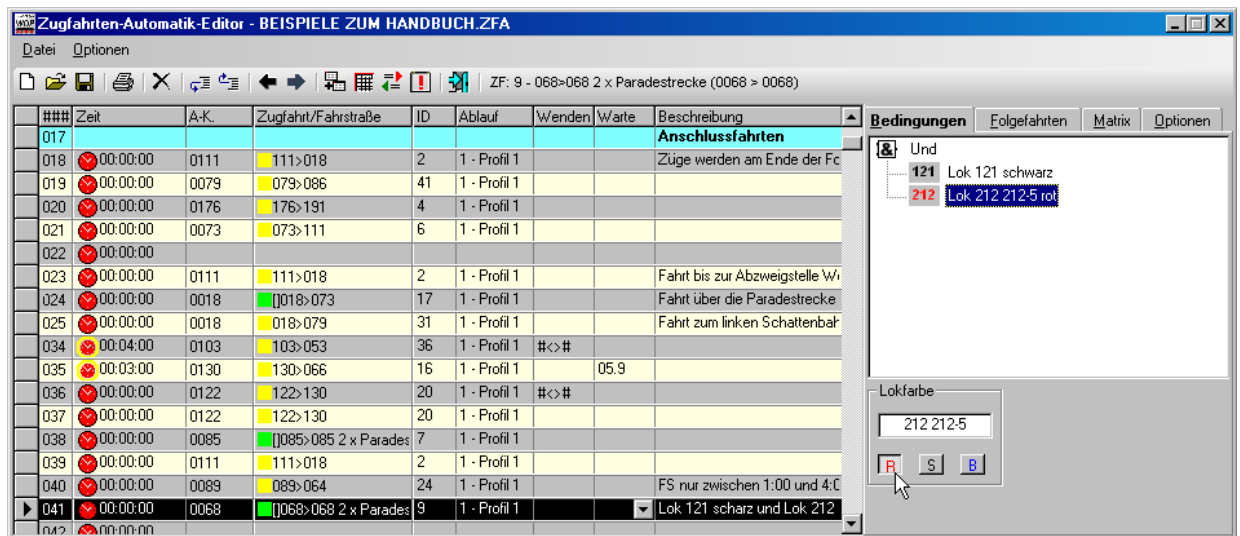 Zugfahrten-Automatik-Editor - BEISPIELE ZUM HANDBUCH.ZFA
Datei Optionen
ZF: 9 - 068>068 2 x Paradestrecke (0068 > 0068)
### Zeit A-K. Zugfahrt/Fahrstraße ID Ablauf Wenden Warte Beschreibung
017 Anschlussfahrten
018 00:00:00 0111 111>018 2 1 - Profil 1 Züge werden am Ende der Fc
019 00:00:00 0079 079>086 41 1 - Profil 1
020 00:00:00 0176 176>191 4 1 - Profil 1
021 00:00:00 0073 073>111 6 1 - Profil 1
022 00:00:00
023 00:00:00 0111 111>018 2 1 - Profil 1 Fahrt bis zur Abzweigstelle
024 00:00:00 0018 []018>073 17 1 - Profil 1 Fahrt über die Paradestrecke
025 00:00:00 0018 018>079 31 1 - Profil 1 Fahrt zum linken Schattenbah
034 00:04:00 0103 103>053 36 1 - Profil 1 #<>#
035 00:03:00 0130 130>066 16 1 - Profil 1 05.9
036 00:00:00 0122 122>130 20 1 - Profil 1 #<>#
037 00:00:00 0122 122>130 20 1 - Profil 1
038 00:00:00 0085 []085>085 2 x Parades 7 1 - Profil 1
039 00:00:00 0111 111>018 2 1 - Profil 1
040 00:00:00 0089 089>064 24 1 - Profil 1 FS nur zwischen 1:00 und 4:0
041 00:00:00 0068 []068>068 2 x Parades 9 1 - Profil 1 Lok 121 scharz und Lok 212
042 00:00:00
Bedingungen Folgefahrten Matrix Optionen
& Und
121 Lok 121 schwarz
212 Lok 212 212-5 rot
Lokfarbe
212 212-5
R S B